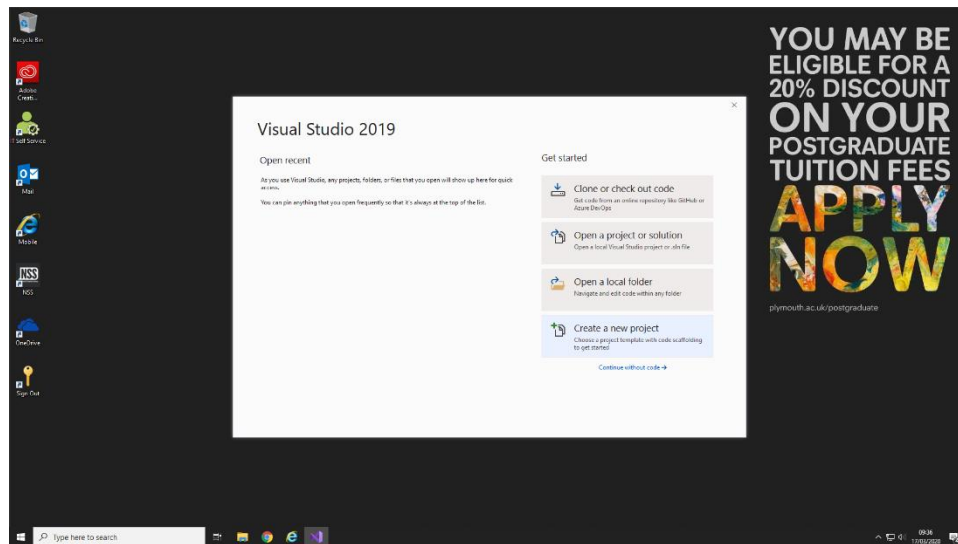 Recycle Bin
Adobe
Creati...
IT Self Service
Mail
Mobile
NSS
NSS
OneDrive
Sign Out
Visual Studio 2019
Open recent
As you use Visual Studio, any projects, folders, or files that you open will show up here for quick
access.
You can pin anything that you open frequently so that it's always at the top of the list.
Get started
Clone or check out code
Get code from an online repository like GitHub or
Azure DevOps
Open a project or solution
Open a local Visual Studio project or .sln file
Open a local folder
Navigate and edit code within any folder
Create a new project
Choose a project template with code scaffolding
to get started
Continue without code →
YOU MAY BE
ELIGIBLE FOR A
20% DISCOUNT
ON YOUR
POSTGRADUATE
TUITION FEES
APPLY
NOW
plymouth.ac.uk/postgraduate
Type here to search
09:36
17/03/2020